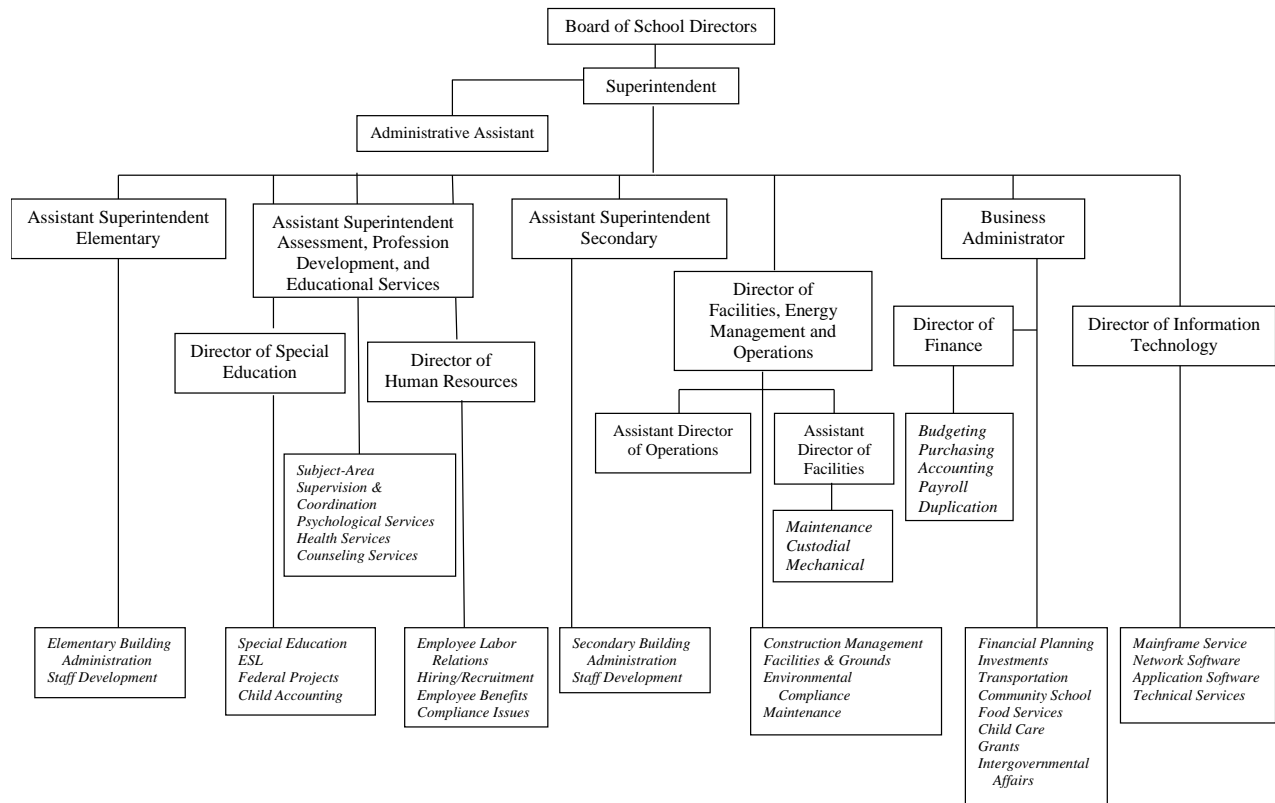 Board of School Directors
Superintendent
Administrative Assistant
Assistant Superintendent
Elementary
Assistant Superintendent
Assessment, Profession
Development, and
Educational Services
Assistant Superintendent
Secondary
Business
Administrator
Director of
Facilities, Energy
Management and
Operations
Director of
Finance
Director of Information
Technology
Director of Special
Education
Director of
Human Resources
Assistant Director
of Operations
Assistant
Director of
Facilities
Budgeting
Purchasing
Accounting
Payroll
Duplication
Subject-Area
Supervision &
Coordination
Psychological Services
Health Services
Counseling Services
Maintenance
Custodial
Mechanical
Elementary Building
Administration
Staff Development
Special Education
ESL
Federal Projects
Child Accounting
Employee Labor
Relations
Hiring/Recruitment
Employee Benefits
Compliance Issues
Secondary Building
Administration
Staff Development
Construction Management
Facilities & Grounds
Environmental
Compliance
Maintenance
Financial Planning
Investments
Transportation
Community School
Food Services
Child Care
Grants
Intergovernmental
Affairs
Mainframe Service
Network Software
Application Software
Technical Services